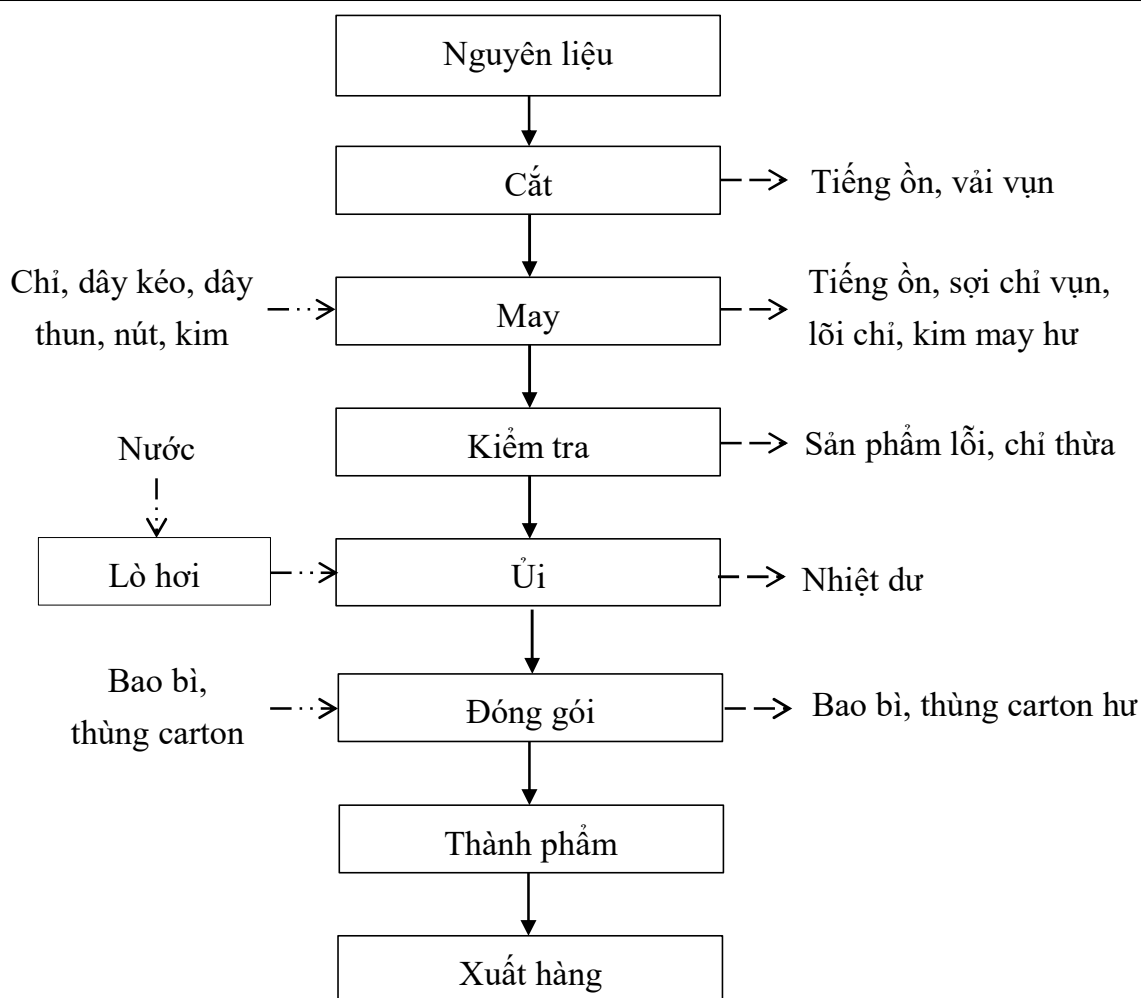 Nguyên liệu
Cắt
Tiếng ồn, vải vụn
Chỉ, dây kéo, dây
thun, nút, kim
May
Tiếng ồn, sợi chỉ vụn,
lõi chỉ, kim may hư
Kiểm tra
Sản phẩm lỗi, chỉ thừa
Nước
Lò hơi
Ủi
Nhiệt dư
Bao bì,
thùng carton
Đóng gói
Bao bì, thùng carton hư
Thành phẩm
Xuất hàng